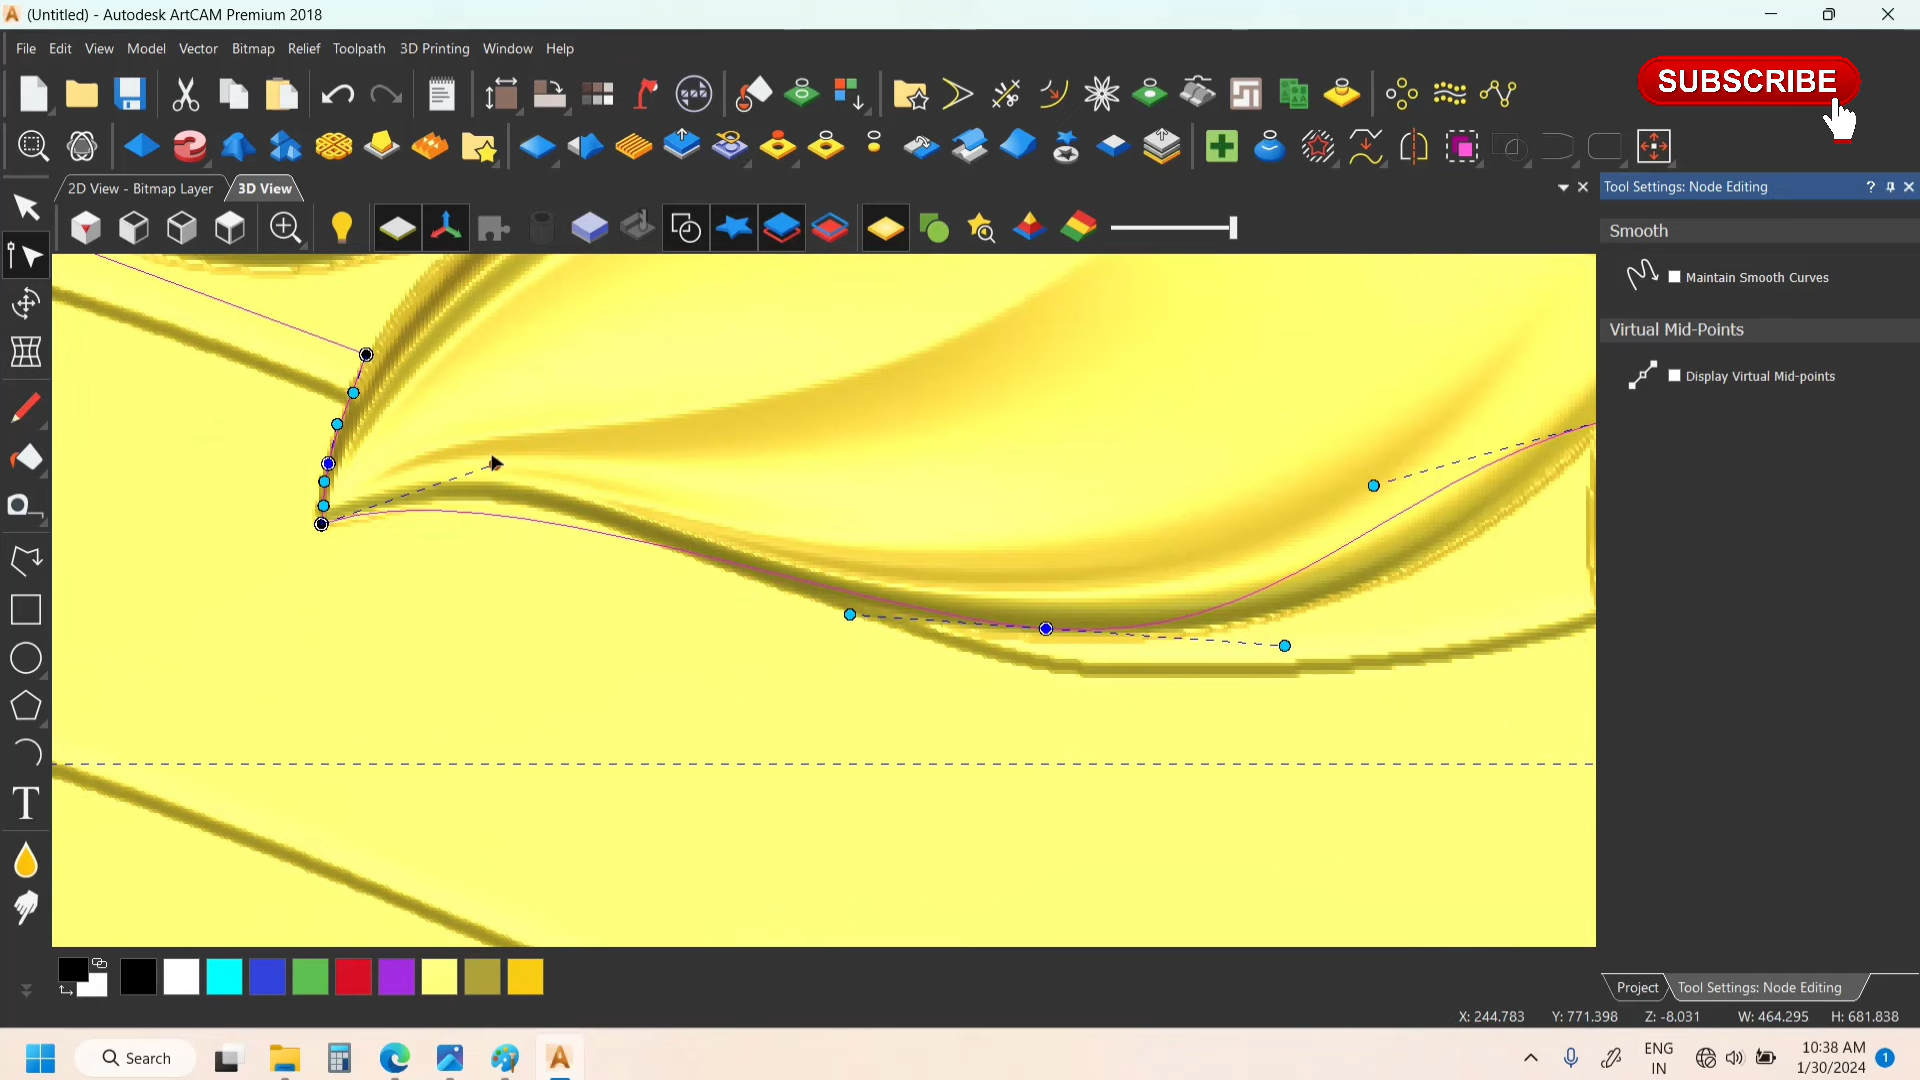 (Untitled) - Autodesk ArtCAM Premium 2018
File Edit View Model Vector Bitmap Relief Toolpath 3D Printing Window Help
SUBSCRIBE
2D View - Bitmap Layer 3D View
Tool Settings: Node Editing
Smooth
Maintain Smooth Curves
Virtual Mid-Points
Display Virtual Mid-points
Project Tool Settings: Node Editing
X: 244.783 Y: 771.398 Z: -8.031 W: 464.295 H: 681.838
Search
ENG
IN
10:38 AM
1/30/2024
1